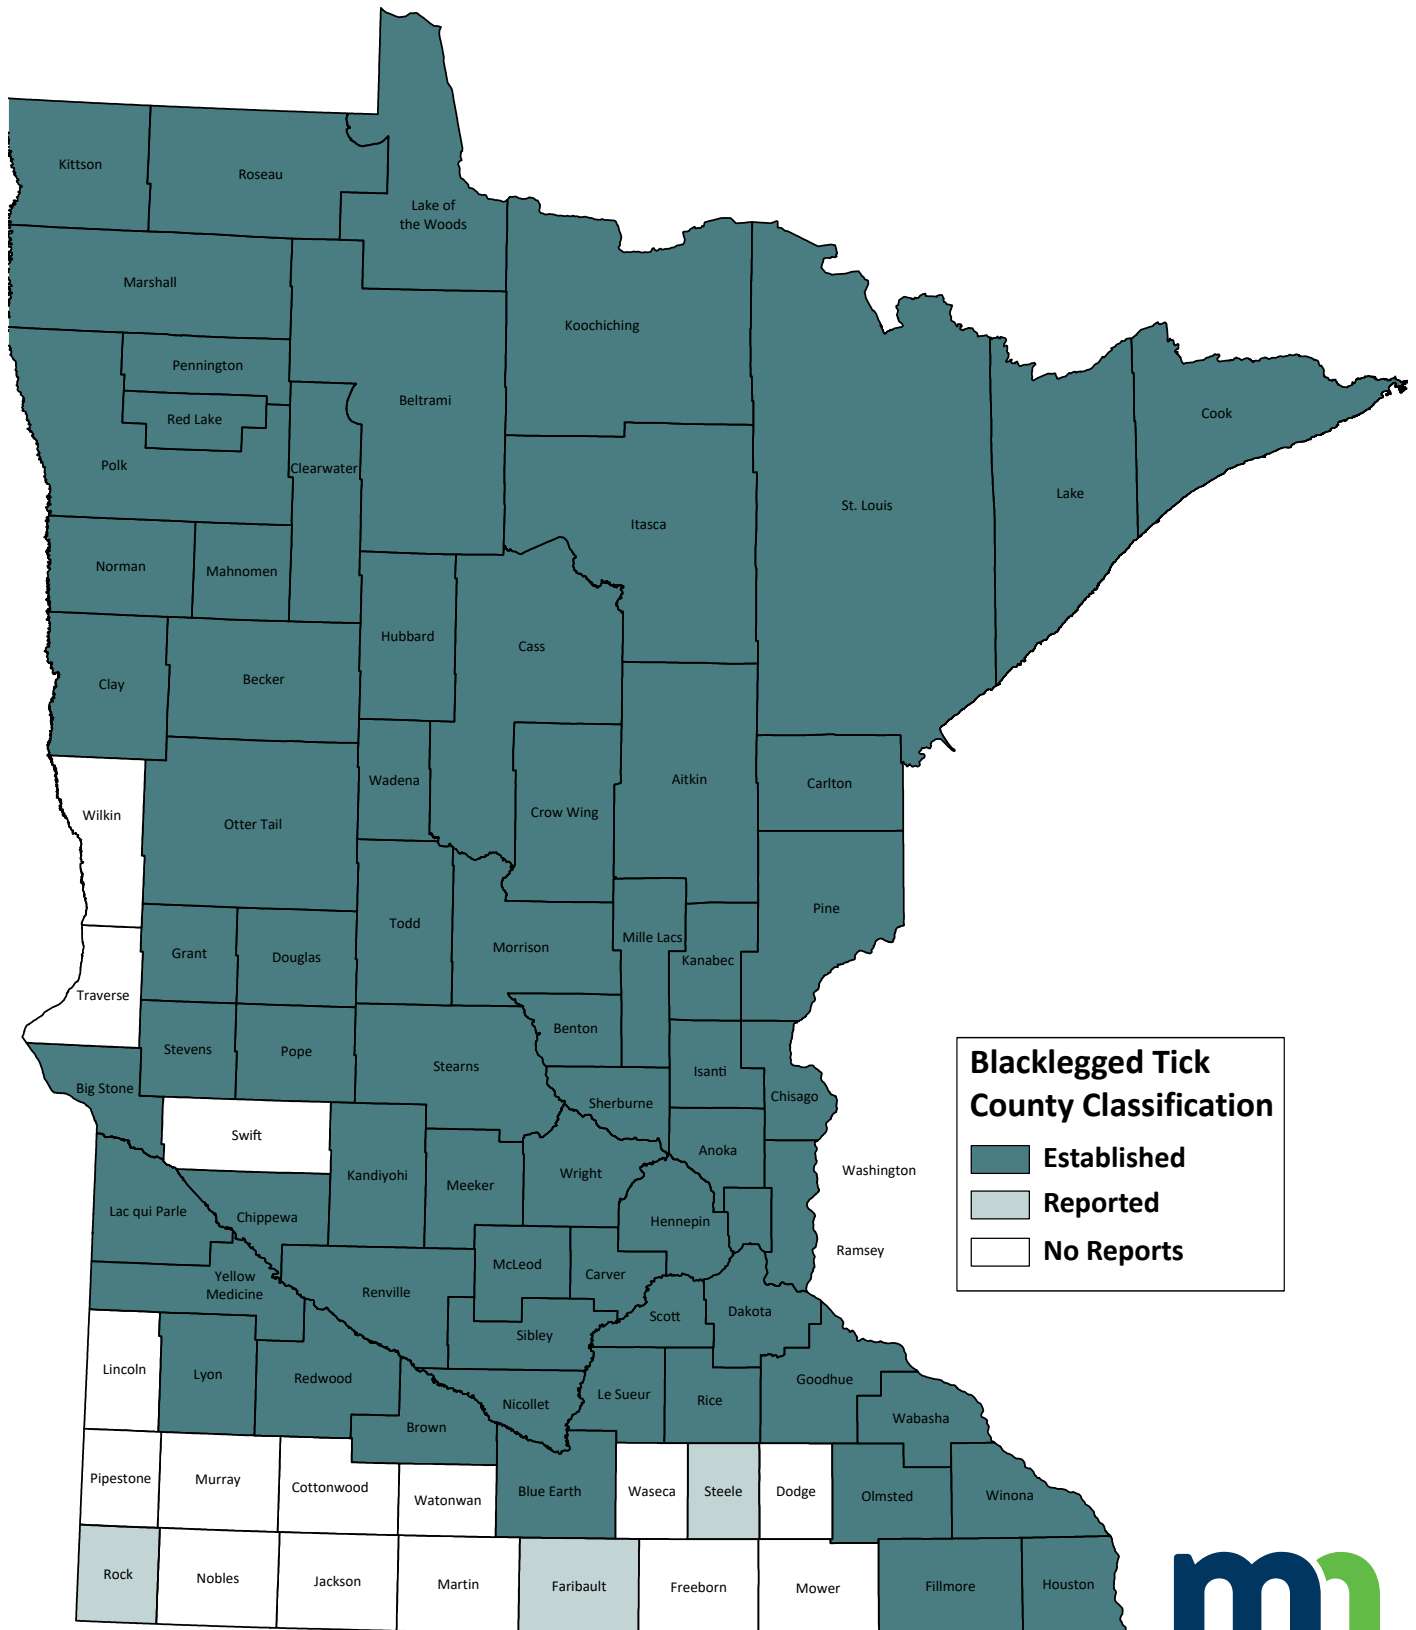 Kittson
Roseau
Lake of
the Woods
Marshall
Koochiching
Pennington
Beltrami
Red Lake
Cook
Polk
Clearwater
Lake
St. Louis
Itasca
Norman
Mahnomen
Hubbard
Cass
Clay
Becker
Wadena
Aitkin
Carlton
Wilkin
Otter Tail
Crow Wing
Pine
Todd
Mille Lacs
Morrison
Grant
Douglas
Kanabec
Traverse
Benton
Stevens
Pope
Stearns
Isanti
Big Stone
Sherburne
Chisago
Blacklegged Tick
County Classification
Established
Reported
No Reports
Swift
Anoka
Washington
Kandiyohi
Meeker
Wright
Lac qui Parle
Chippewa
Hennepin
Ramsey
McLeod
Carver
Yellow
Medicine
Renville
Scott
Dakota
Sibley
Lincoln
Lyon
Redwood
Goodhue
Le Sueur
Rice
Nicollet
Wabasha
Brown
Pipestone
Murray
Cottonwood
Watonwan
Blue Earth
Waseca
Steele
Dodge
Olmsted
Winona
Rock
Nobles
Jackson
Martin
Faribault
Freeborn
Mower
Fillmore
Houston
mn